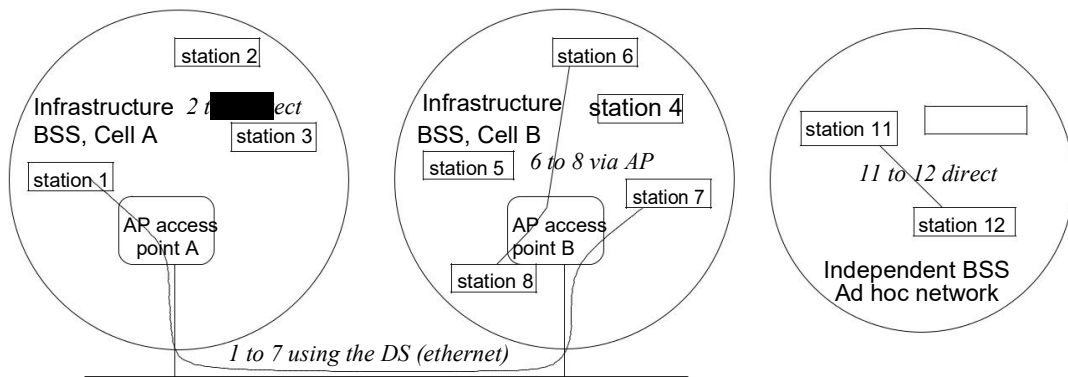 station 2
Infrastructure
BSS, Cell A
2 t ect
station 3
station 1
AP access
point A
station 6
Infrastructure
BSS, Cell B
station 4
station 5
6 to 8 via AP
station 7
AP access
point B
station 8
1 to 7 using the DS (ethernet)
station 11
11 to 12 direct
station 12
Independent BSS
Ad hoc network